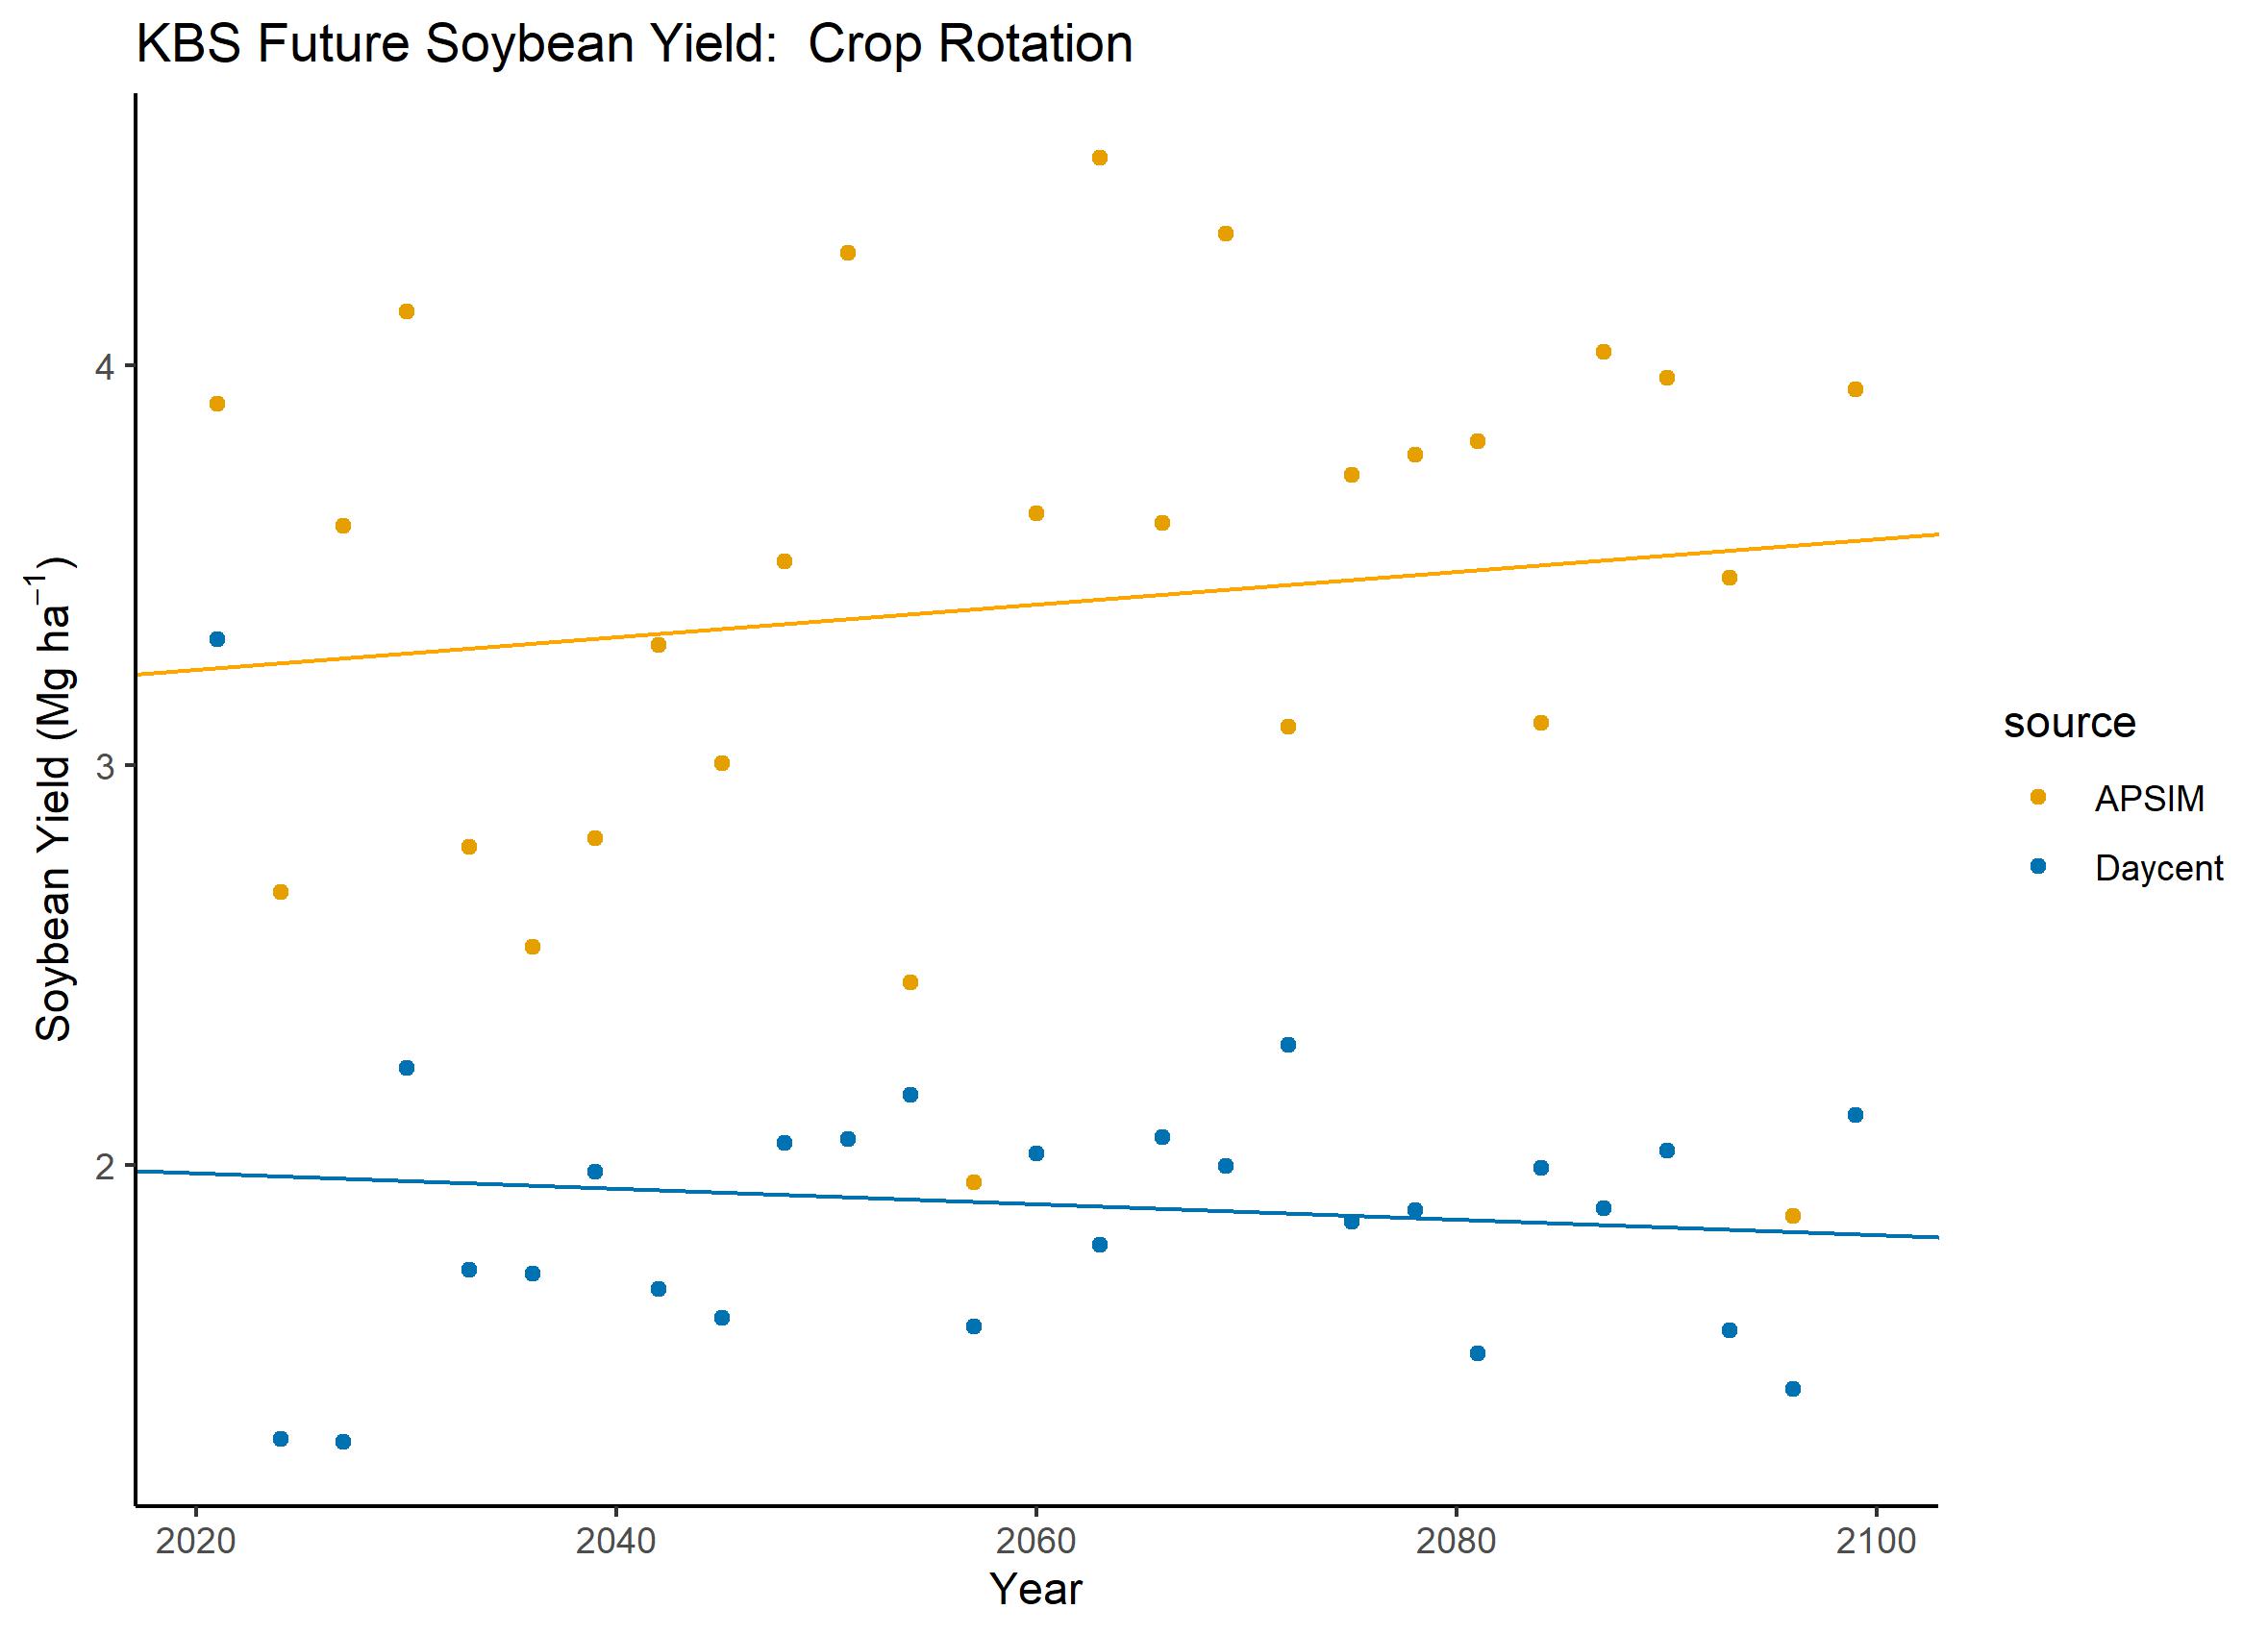 KBS Future Soybean Yield:  Crop Rotation
Soybean Yield (Mg ha⁻¹)
4
3
2
2020 2040 2060 2080 2100
Year
source
APSIM
Daycent